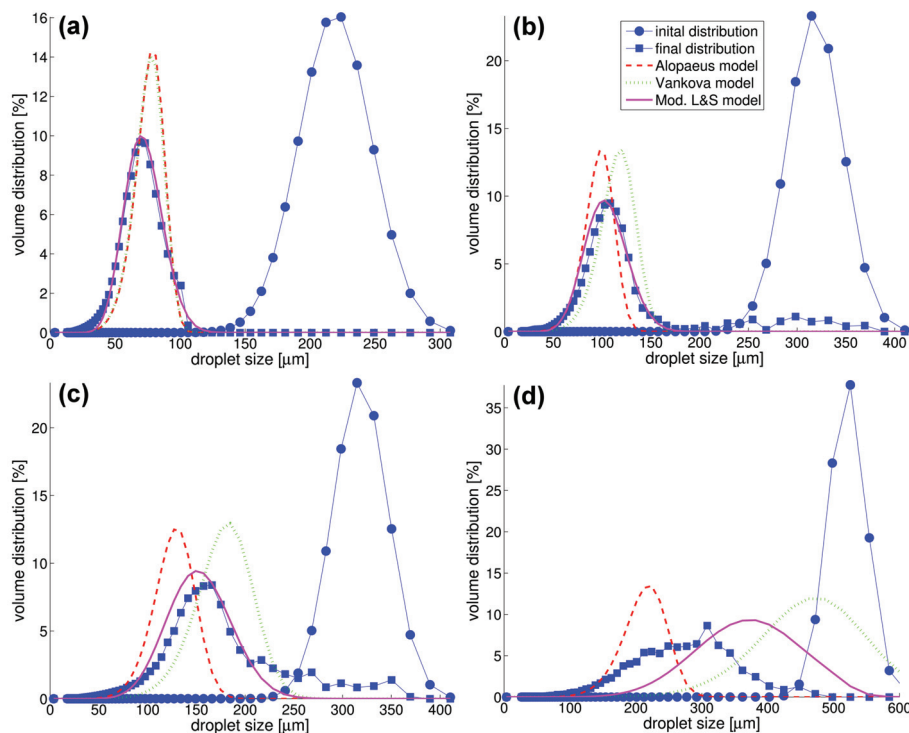 (a)
volume distribution [%]
16
14
12
10
8
6
4
2
0
0 50 100 150 200 250 300
droplet size [μm]
(b)
inital distribution
final distribution
Alopaeus model
Vankova model
Mod. L&S model
volume distribution [%]
20
15
10
5
0
0 100 200 300 400
droplet size [μm]
(c)
volume distribution [%]
20
15
10
5
0
0 50 100 150 200 250 300 350 400
droplet size [μm]
(d)
volume distribution [%]
35
30
25
20
15
10
5
0
0 100 200 300 400 500 600
droplet size [μm]